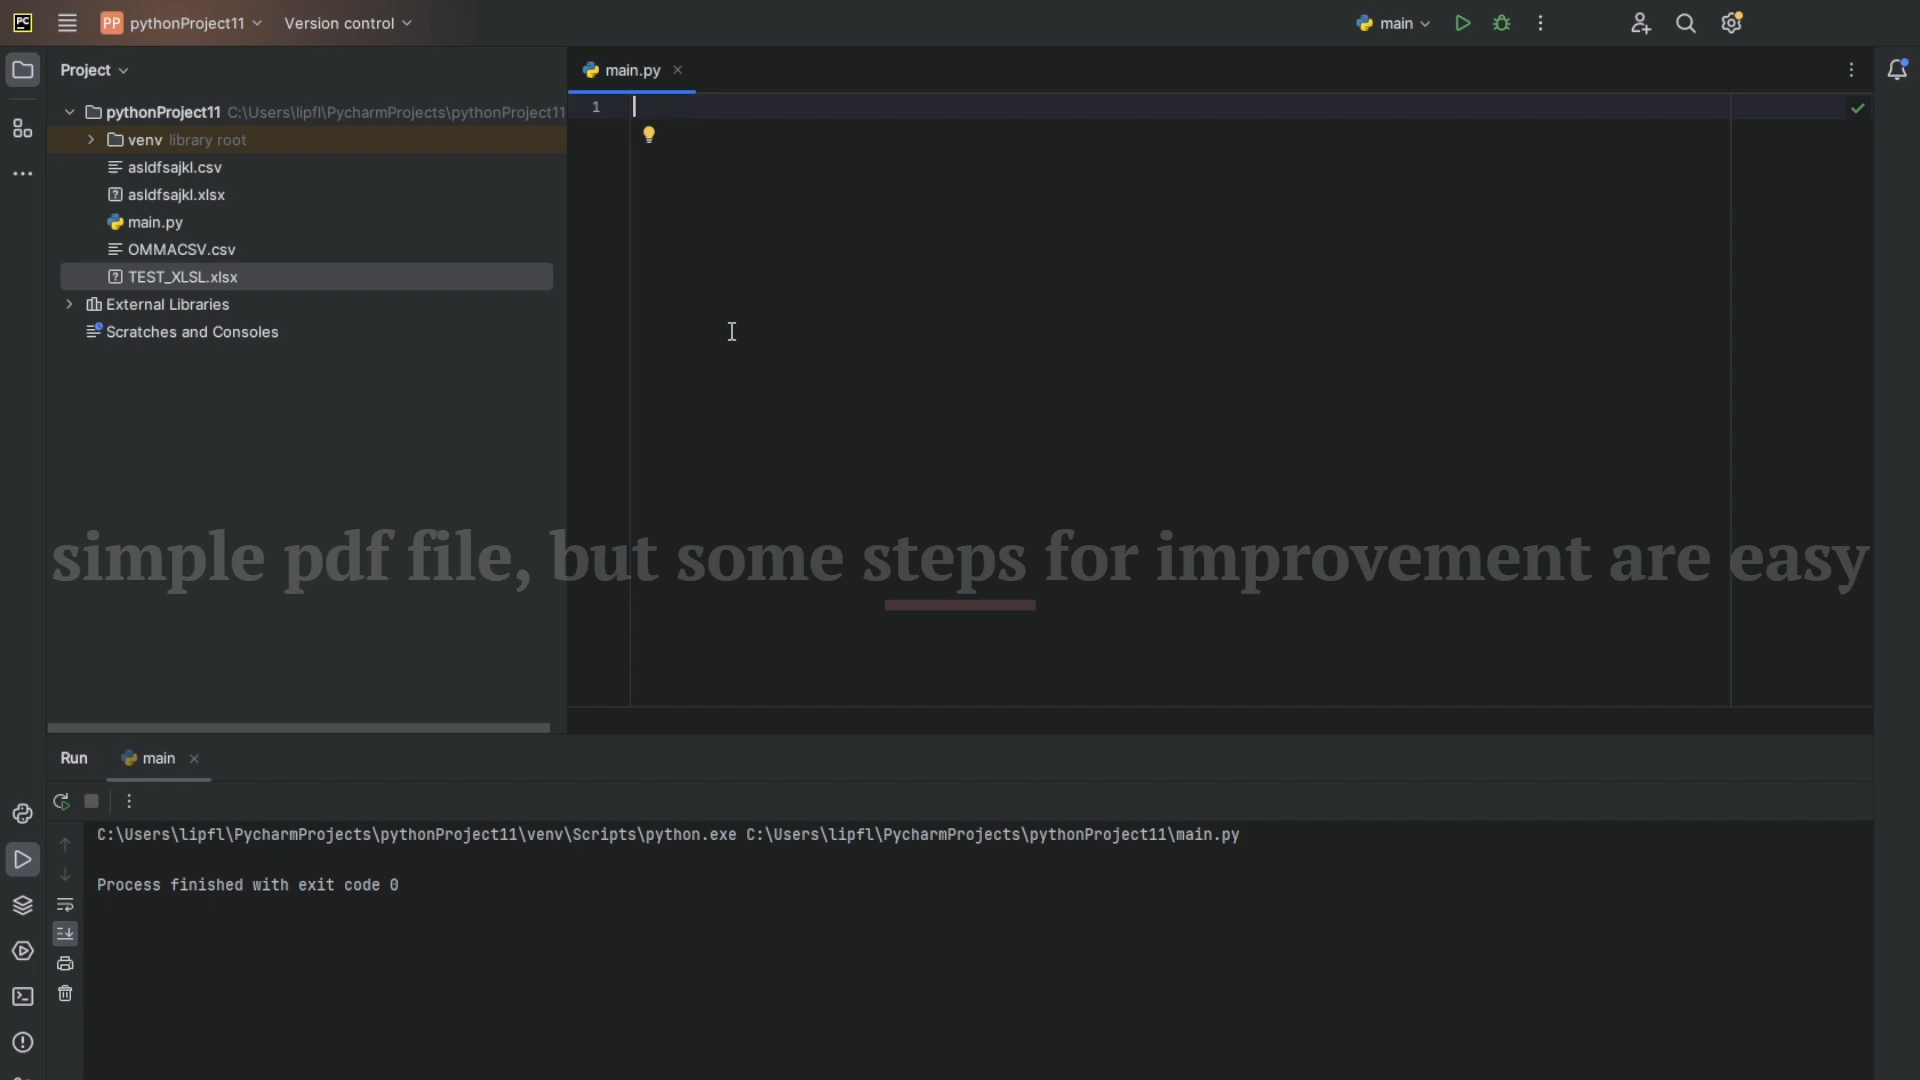 PC
PP pythonProject11
Version control
main
Project
main.py
pythonProject11 C:\Users\lipfl\PycharmProjects\pythonProject11
1
venv library root
asldfsajkl.csv
asldfsajkl.xlsx
main.py
OMMACSV.csv
TEST_XLSL.xlsx
External Libraries
Scratches and Consoles
simple pdf file, but some steps for improvement are easy
Run
main
C:\Users\lipfl\PycharmProjects\pythonProject11\venv\Scripts\python.exe C:\Users\lipfl\PycharmProjects\pythonProject11\main.py
Process finished with exit code 0